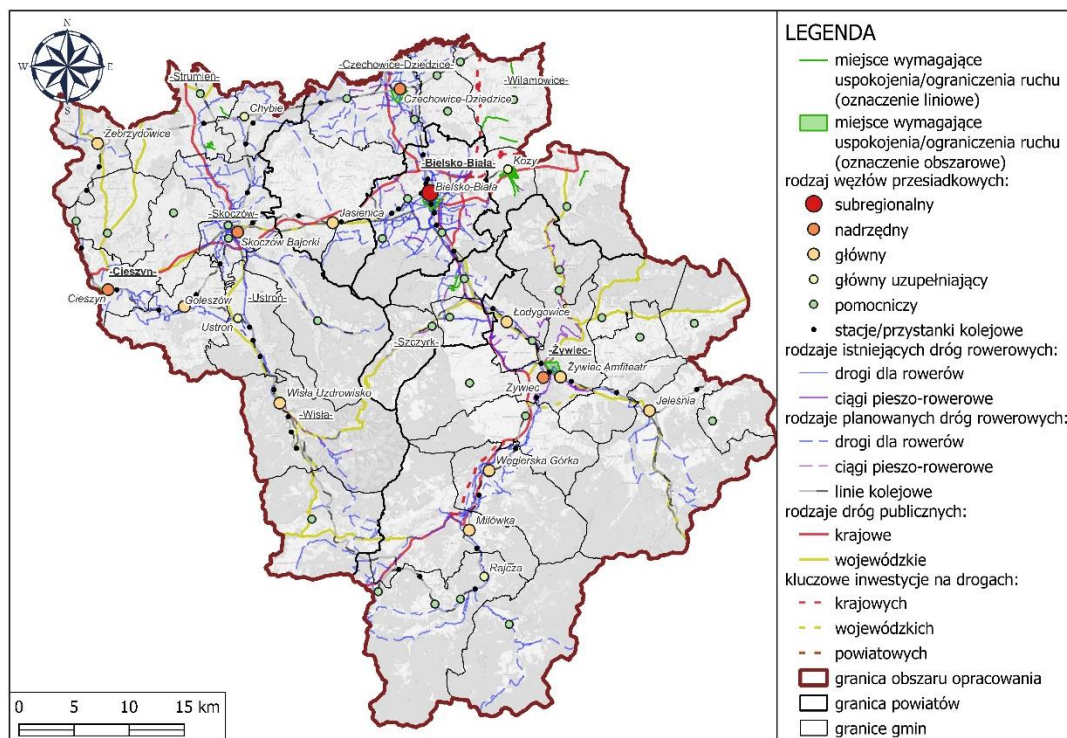 N
W
E
S
-Strumień-
-Czechowice-Dziedzice-
Czechowice-Dziedzice
-Wilamowice-
Chybie
Zebrzydowice
-Bielsko-Biała-
Bielsko-Biała
Kozy
-Skoczów-
Jasienica
Skoczów Bajerki
-Cieszyn-
Cieszyn
Goleszów
-Ustroń-
Ustroń
Łodygowice
-Szczyrk-
-Żywiec-
Żywiec Amfiteatr
Żywiec
Wisła Uzdrowisko
-Wisła-
Jeleśnia
Węgierska Górka
Milówka
Rajcza
0 5 10 15 km
LEGENDA
miejsce wymagające
uspokojenia/ograniczenia ruchu
(oznaczenie liniowe)
miejsce wymagające
uspokojenia/ograniczenia ruchu
(oznaczenie obszarowe)
rodzaj węzłów przesiadkowych:
subregionalny
nadrzędny
główny
główny uzupełniający
pomocniczy
stacje/przystanki kolejowe
rodzaje istniejących dróg rowerowych:
drogi dla rowerów
ciągi pieszo-rowerowe
rodzaje planowanych dróg rowerowych:
drogi dla rowerów
ciągi pieszo-rowerowe
linie kolejowe
rodzaje dróg publicznych:
krajowe
wojewódzkie
kluczowe inwestycje na drogach:
krajowych
wojewódzkich
powiatowych
granica obszaru opracowania
granica powiatów
granice gmin